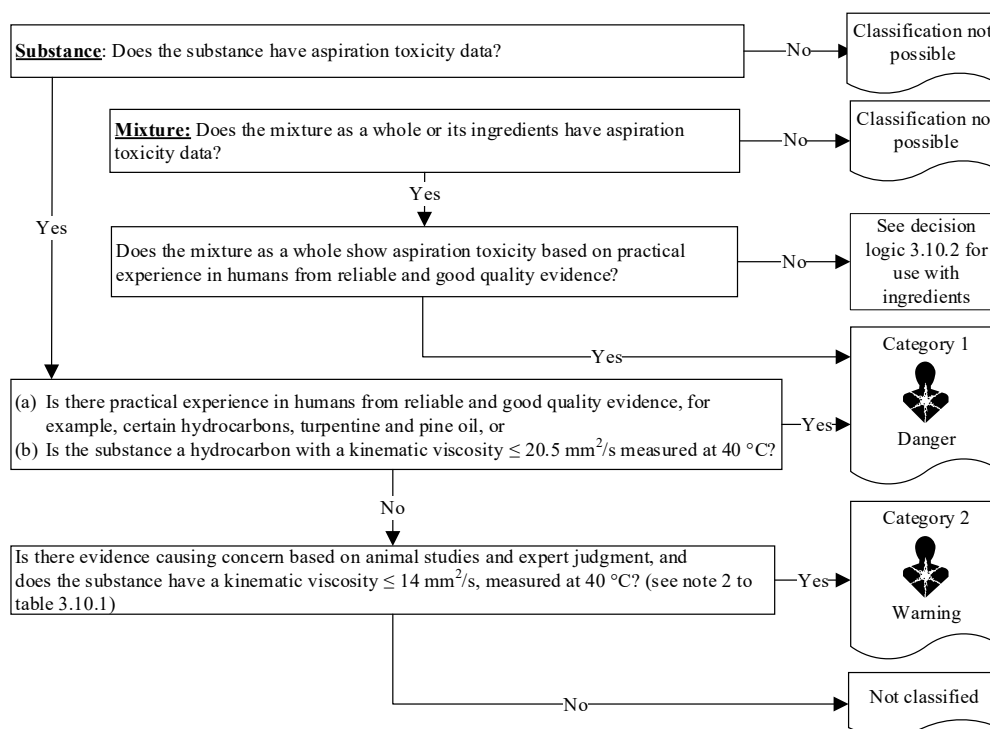 Substance: Does the substance have aspiration toxicity data?
No
Classification not
possible
Mixture: Does the mixture as a whole or its ingredients have aspiration
toxicity data?
No
Classification not
possible
Yes
Yes
Does the mixture as a whole show aspiration toxicity based on practical
experience in humans from reliable and good quality evidence?
No
See decision
logic 3.10.2 for
use with
ingredients
Yes
Category 1
Danger
(a) Is there practical experience in humans from reliable and good quality evidence, for
example, certain hydrocarbons, turpentine and pine oil, or
(b) Is the substance a hydrocarbon with a kinematic viscosity ≤ 20.5 mm²/s measured at 40 °C?
Yes
No
Category 2
Warning
Is there evidence causing concern based on animal studies and expert judgment, and
does the substance have a kinematic viscosity ≤ 14 mm²/s, measured at 40 °C? (see note 2 to
table 3.10.1)
Yes
No
Not classified